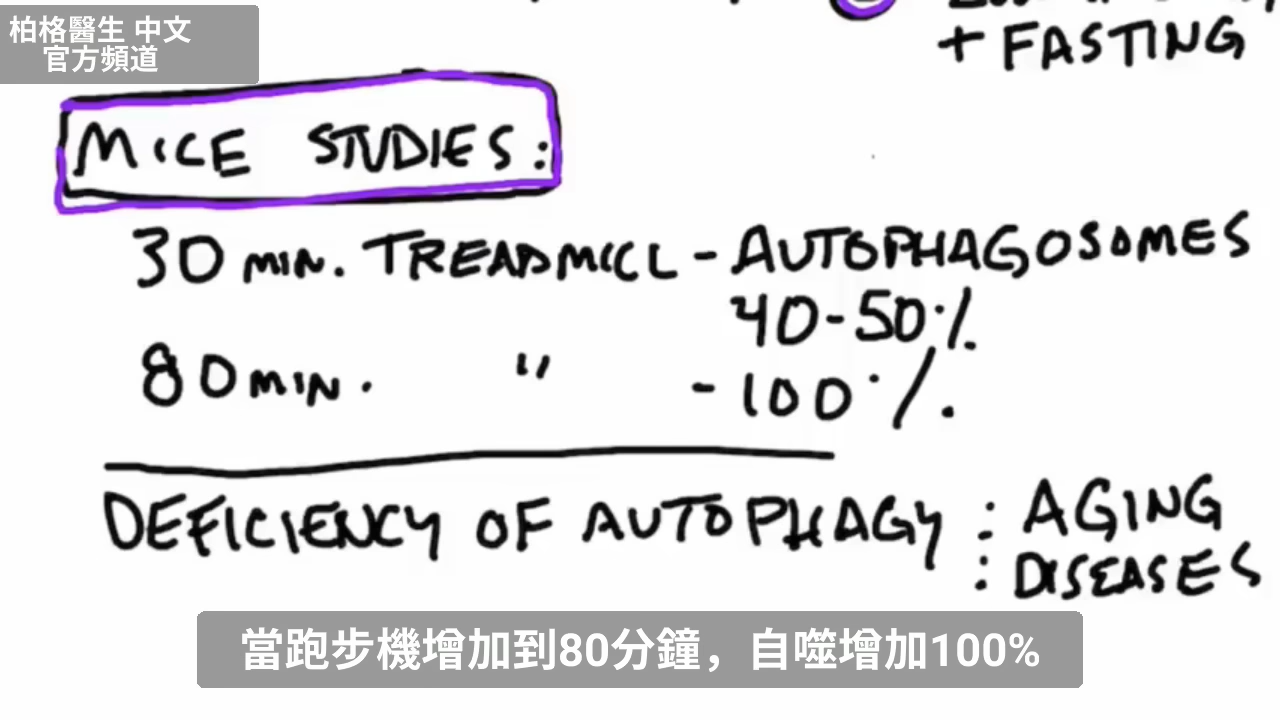 柏格醫生 中文
官方頻道
+ FASTING
MICE STUDIES:
30 MIN. TREADMILL - AUTOPHAGOSOMES
40-50%
80 MIN. " - 100%.
DEFICIENCY OF AUTOPHAGY : AGING
: DISEASES
當跑步機增加到80分鐘，自噬增加100%